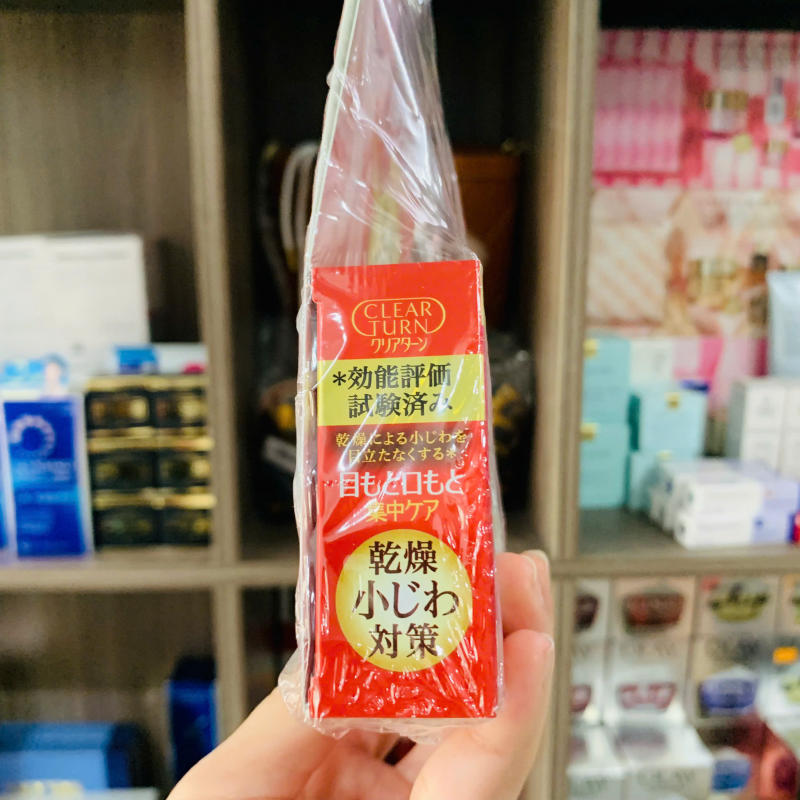 CLEAR
TURN
クリアターン
*効能評価
試験済み
乾燥による小じわを
目立たなくする*
目もと口もと
集中ケア
乾燥
小じわ
対策